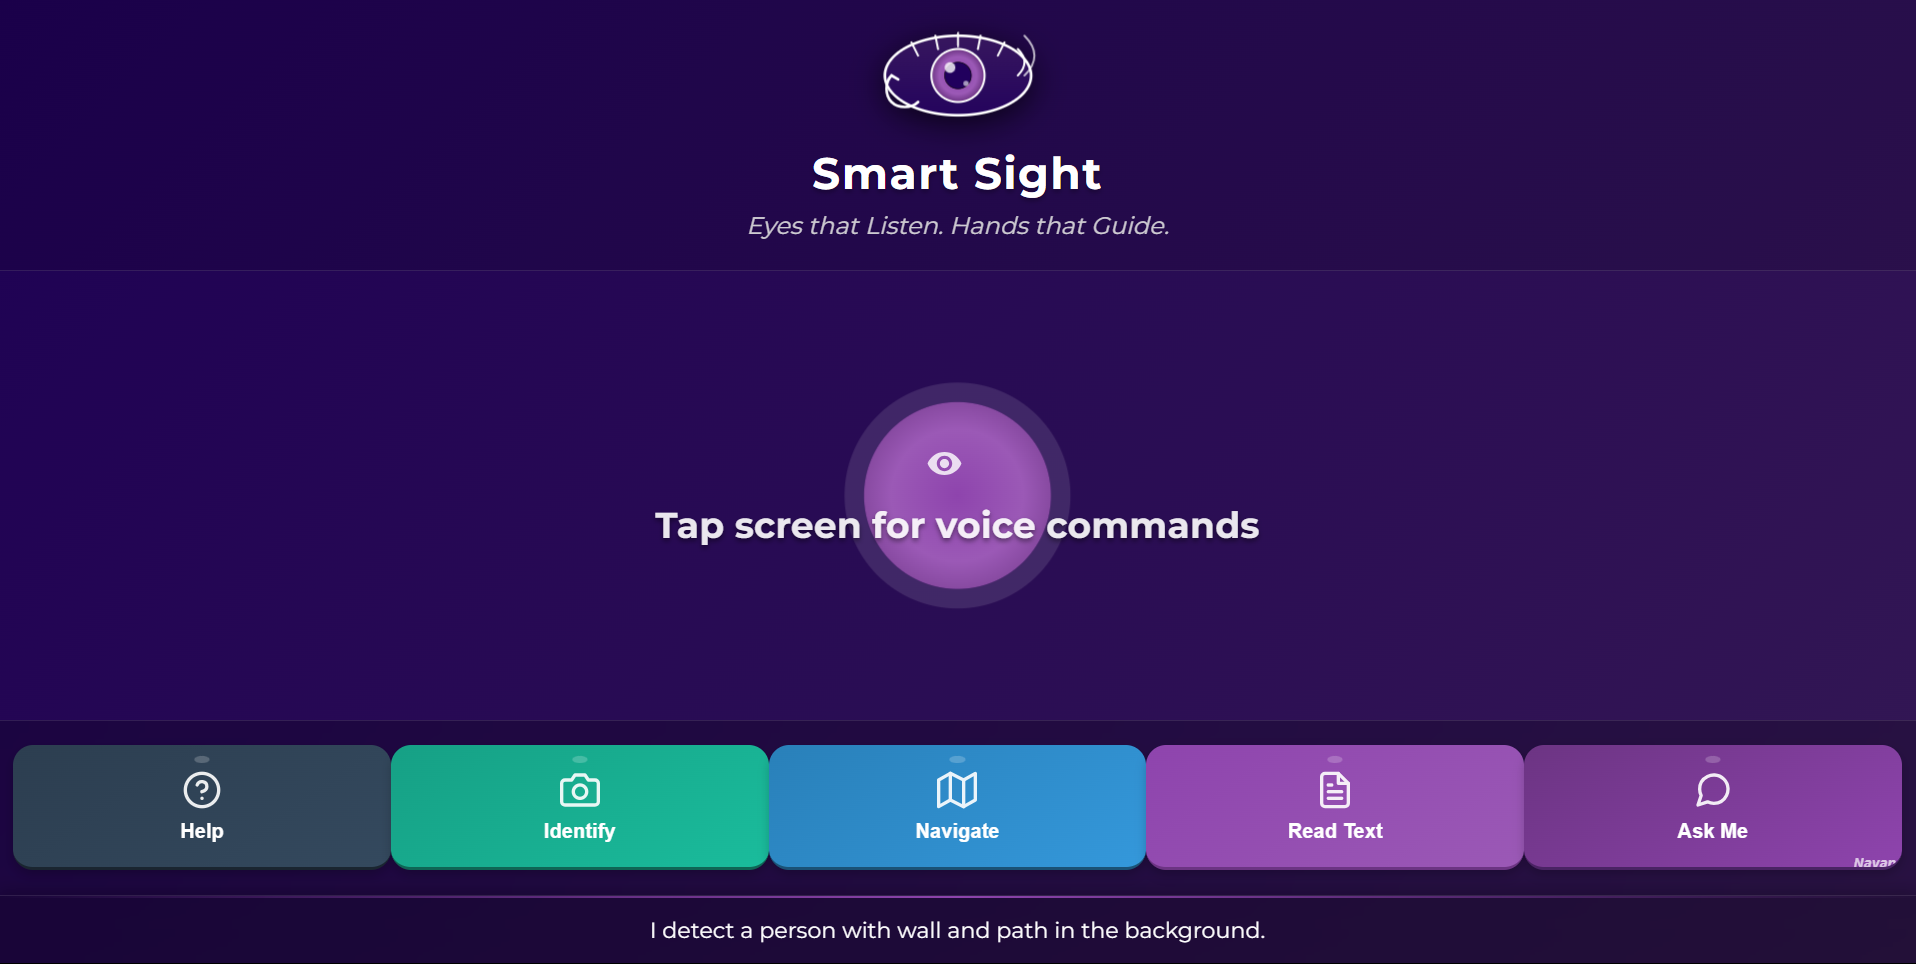 Smart Sight
Eyes that Listen. Hands that Guide.
Tap screen for voice commands
Help
Identify
Navigate
Read Text
Ask Me
Navan
I detect a person with wall and path in the background.